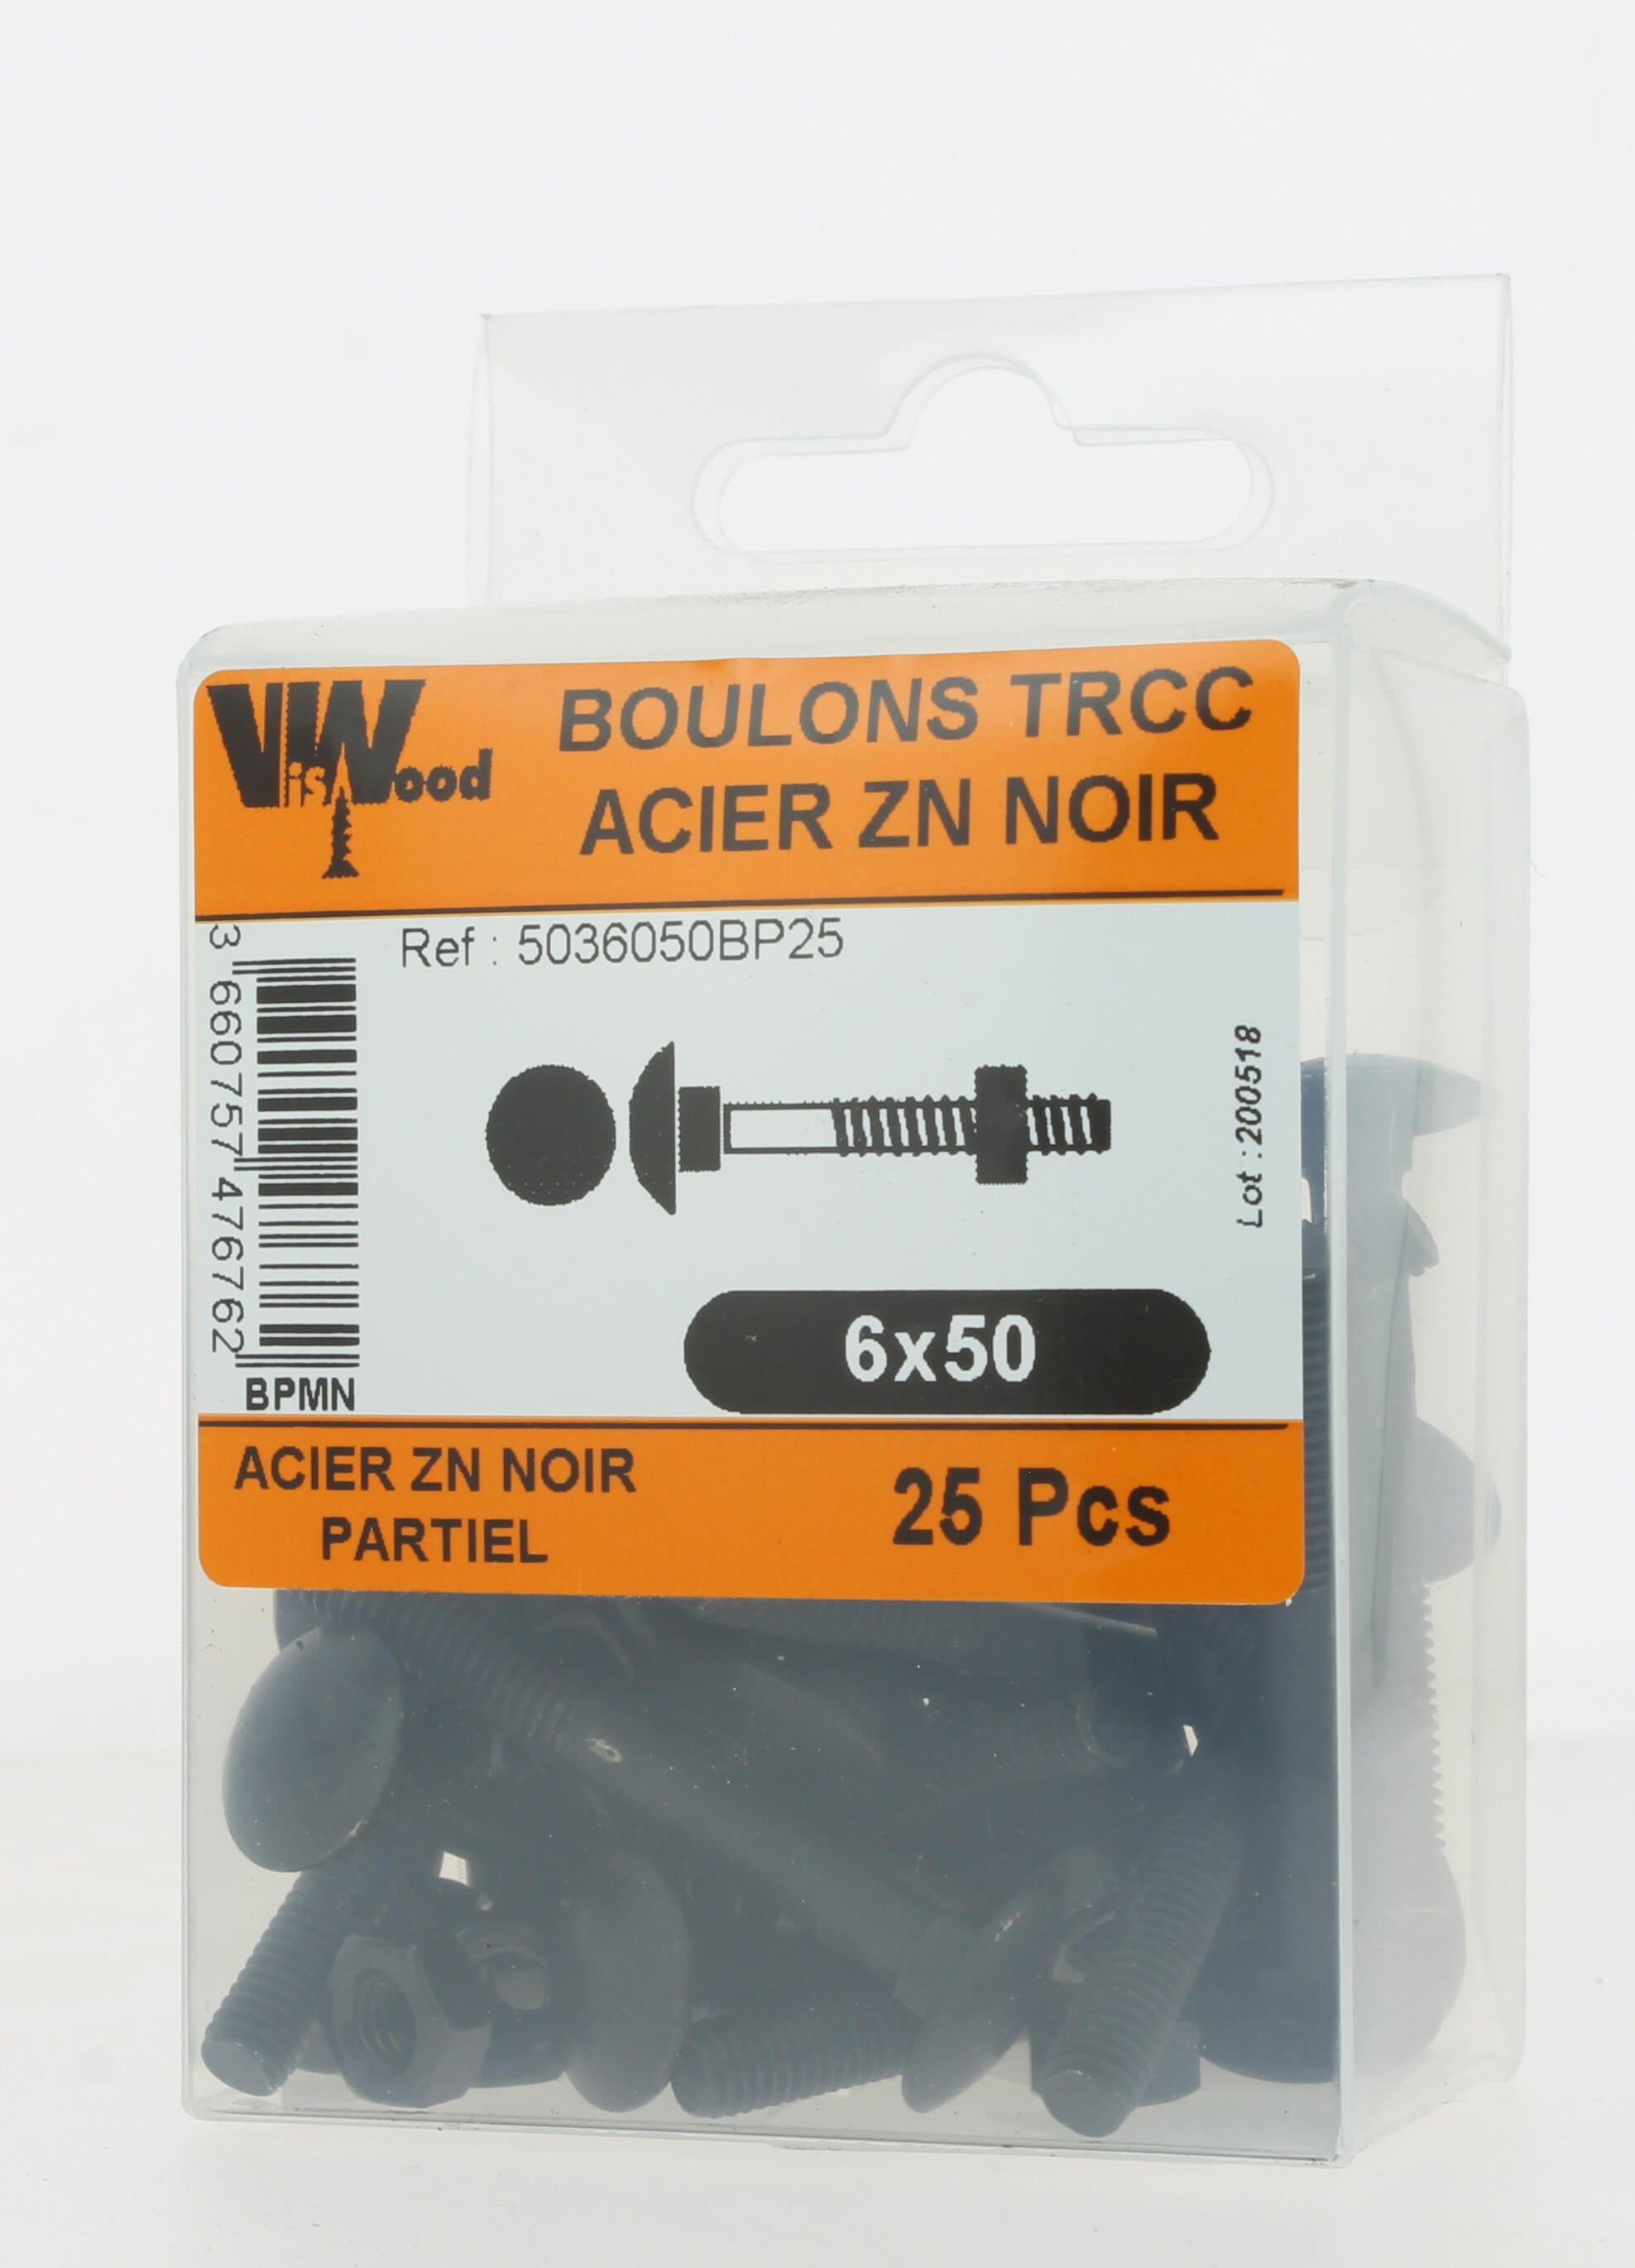 VisWood
BOULONS TRCC
ACIER ZN NOIR
Ref : 5036050BP25
3 660757 476762
BPMN
Lot :200518
6x50
ACIER ZN NOIR
PARTIEL
25 Pcs